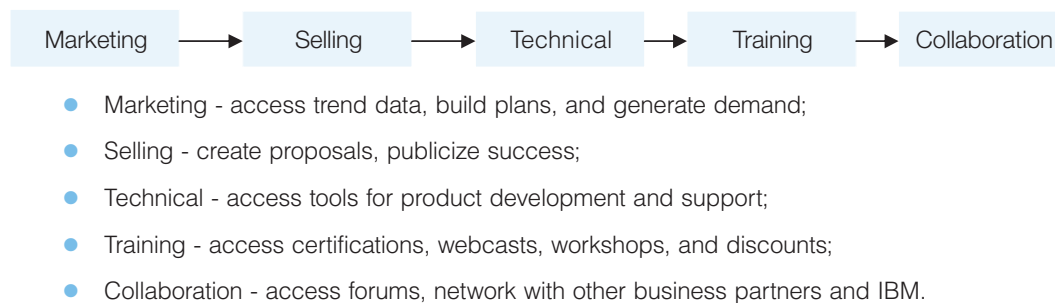 Marketing Selling Technical Training Collaboration
Marketing - access trend data, build plans, and generate demand;
Selling - create proposals, publicize success;
Technical - access tools for product development and support;
Training - access certifications, webcasts, workshops, and discounts;
Collaboration - access forums, network with other business partners and IBM.